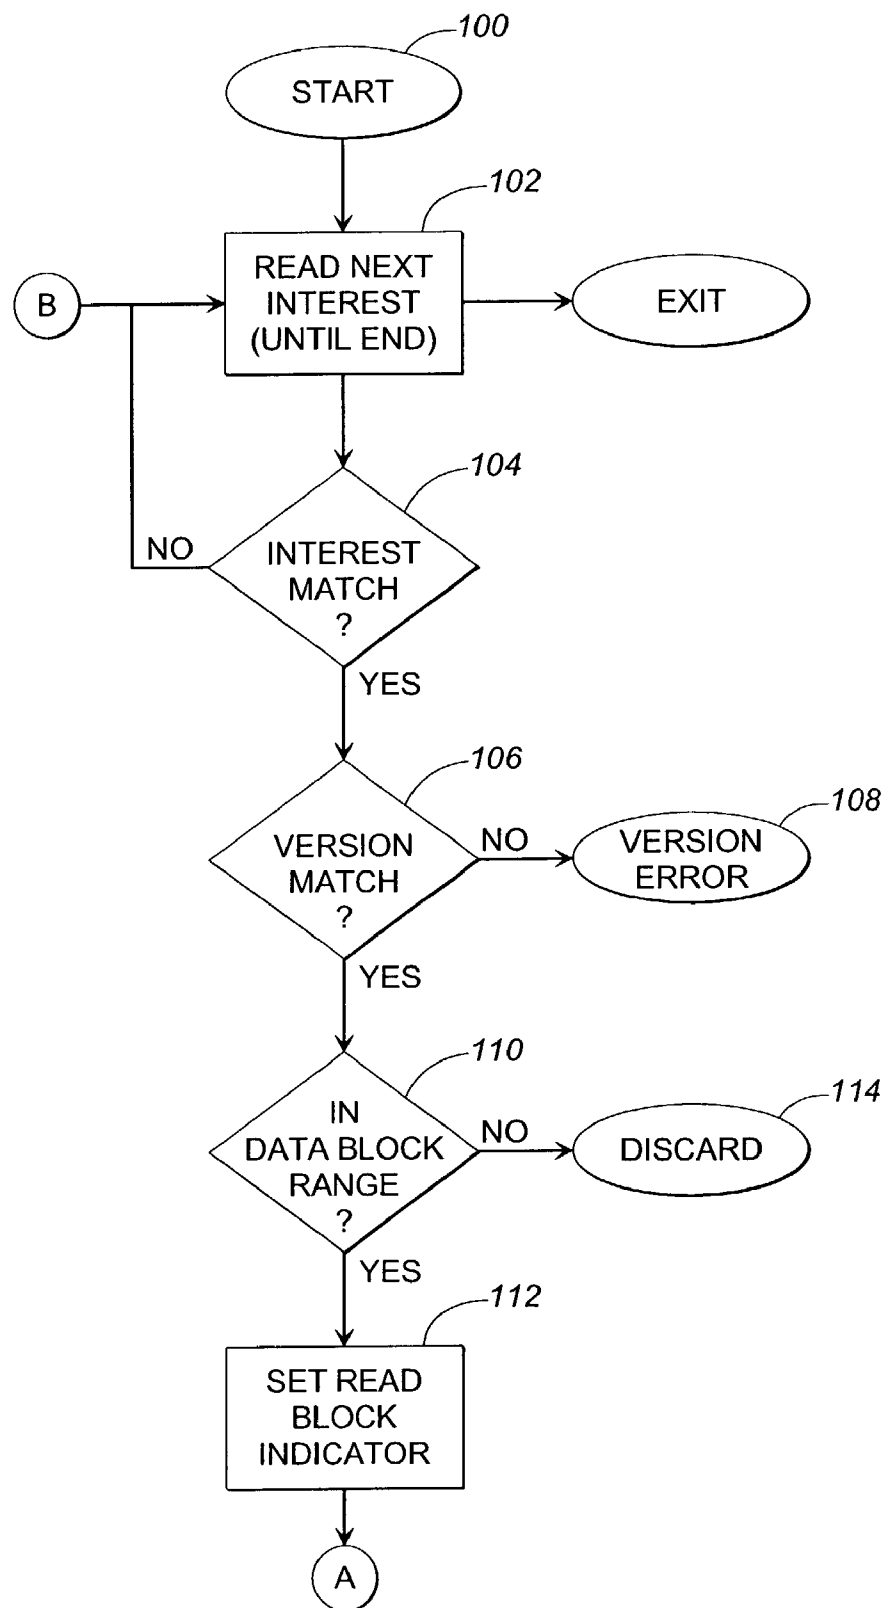 100
START
102
READ NEXT
INTEREST
(UNTIL END)
B
EXIT
104
NO
INTEREST
MATCH
?
YES
106
VERSION
MATCH
?
NO
108
VERSION
ERROR
YES
110
IN
DATA BLOCK
RANGE
?
NO
114
DISCARD
YES
112
SET READ
BLOCK
INDICATOR
A